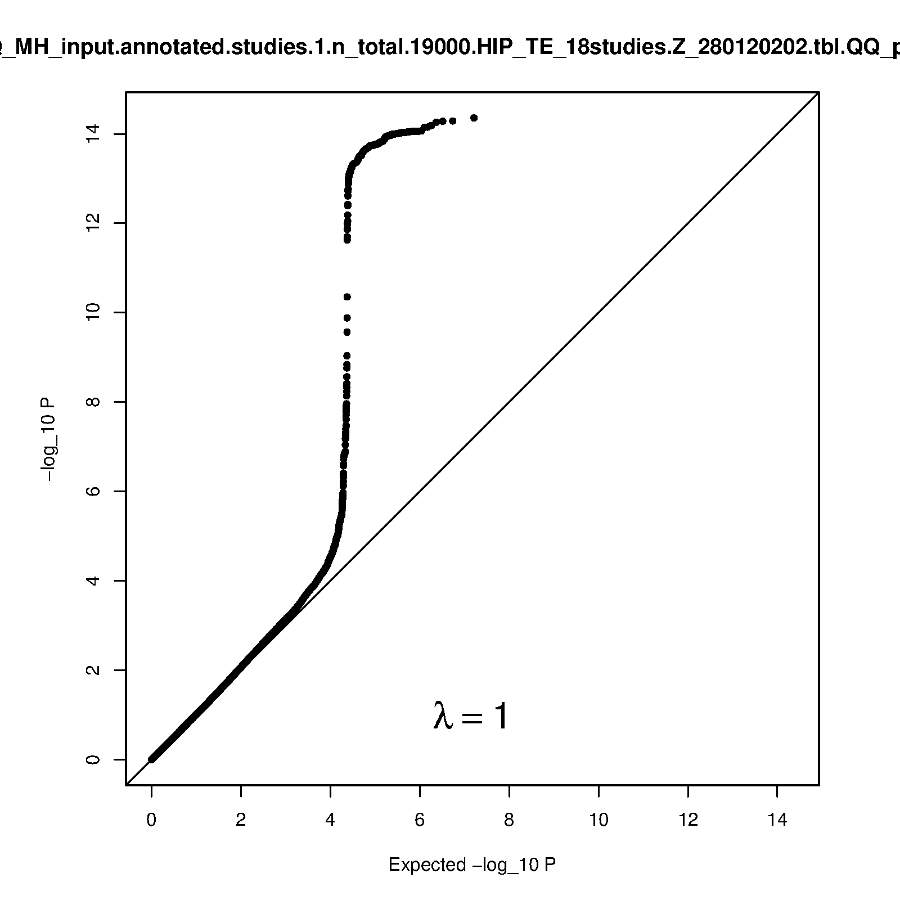 _MH_input.annotated.studies.1.n_total.19000.HIP_TE_18studies.Z_280120202.tbl.QQ_p
14
12
10
8
6
4
2
0
−log_10 P
λ = 1
0 2 4 6 8 10 12 14
Expected −log_10 P